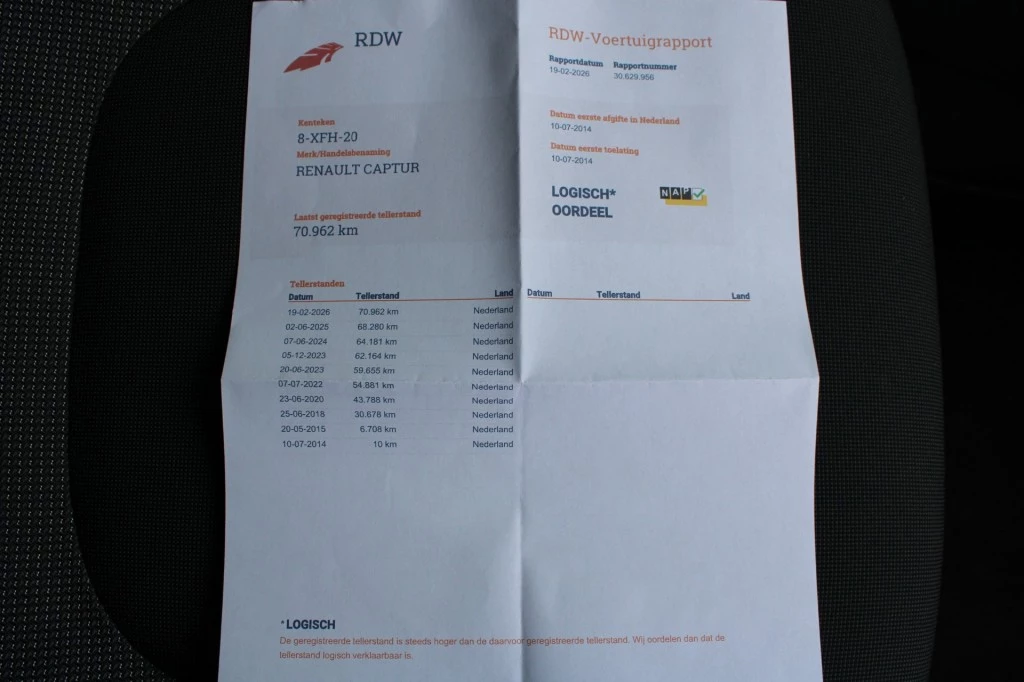 RDW
RDW-Voertuigrapport
Rapportdatum Rapportnummer
19-02-2026 30.629.956
Kenteken
8-XFH-20
Merk/Handelsbenaming
RENAULT CAPTUR
Laatst geregistreerde tellerstand
70.962 km
Datum eerste afgifte in Nederland
10-07-2014
Datum eerste toelating
10-07-2014
LOGISCH*
OORDEEL
NAP
Tellerstanden
Datum Tellerstand Land
19-02-2026 70.962 km Nederland
02-06-2025 68.280 km Nederland
07-06-2024 64.181 km Nederland
05-12-2023 62.164 km Nederland
20-06-2023 59.655 km Nederland
07-07-2022 54.881 km Nederland
23-06-2020 43.788 km Nederland
25-06-2018 30.678 km Nederland
20-05-2015 6.708 km Nederland
10-07-2014 10 km Nederland
Datum Tellerstand Land
*LOGISCH
De geregistreerde tellerstand is steeds hoger dan de daarvoor geregistreerde tellerstand. Wij oordelen dan dat de
tellerstand logisch verklaarbaar is.